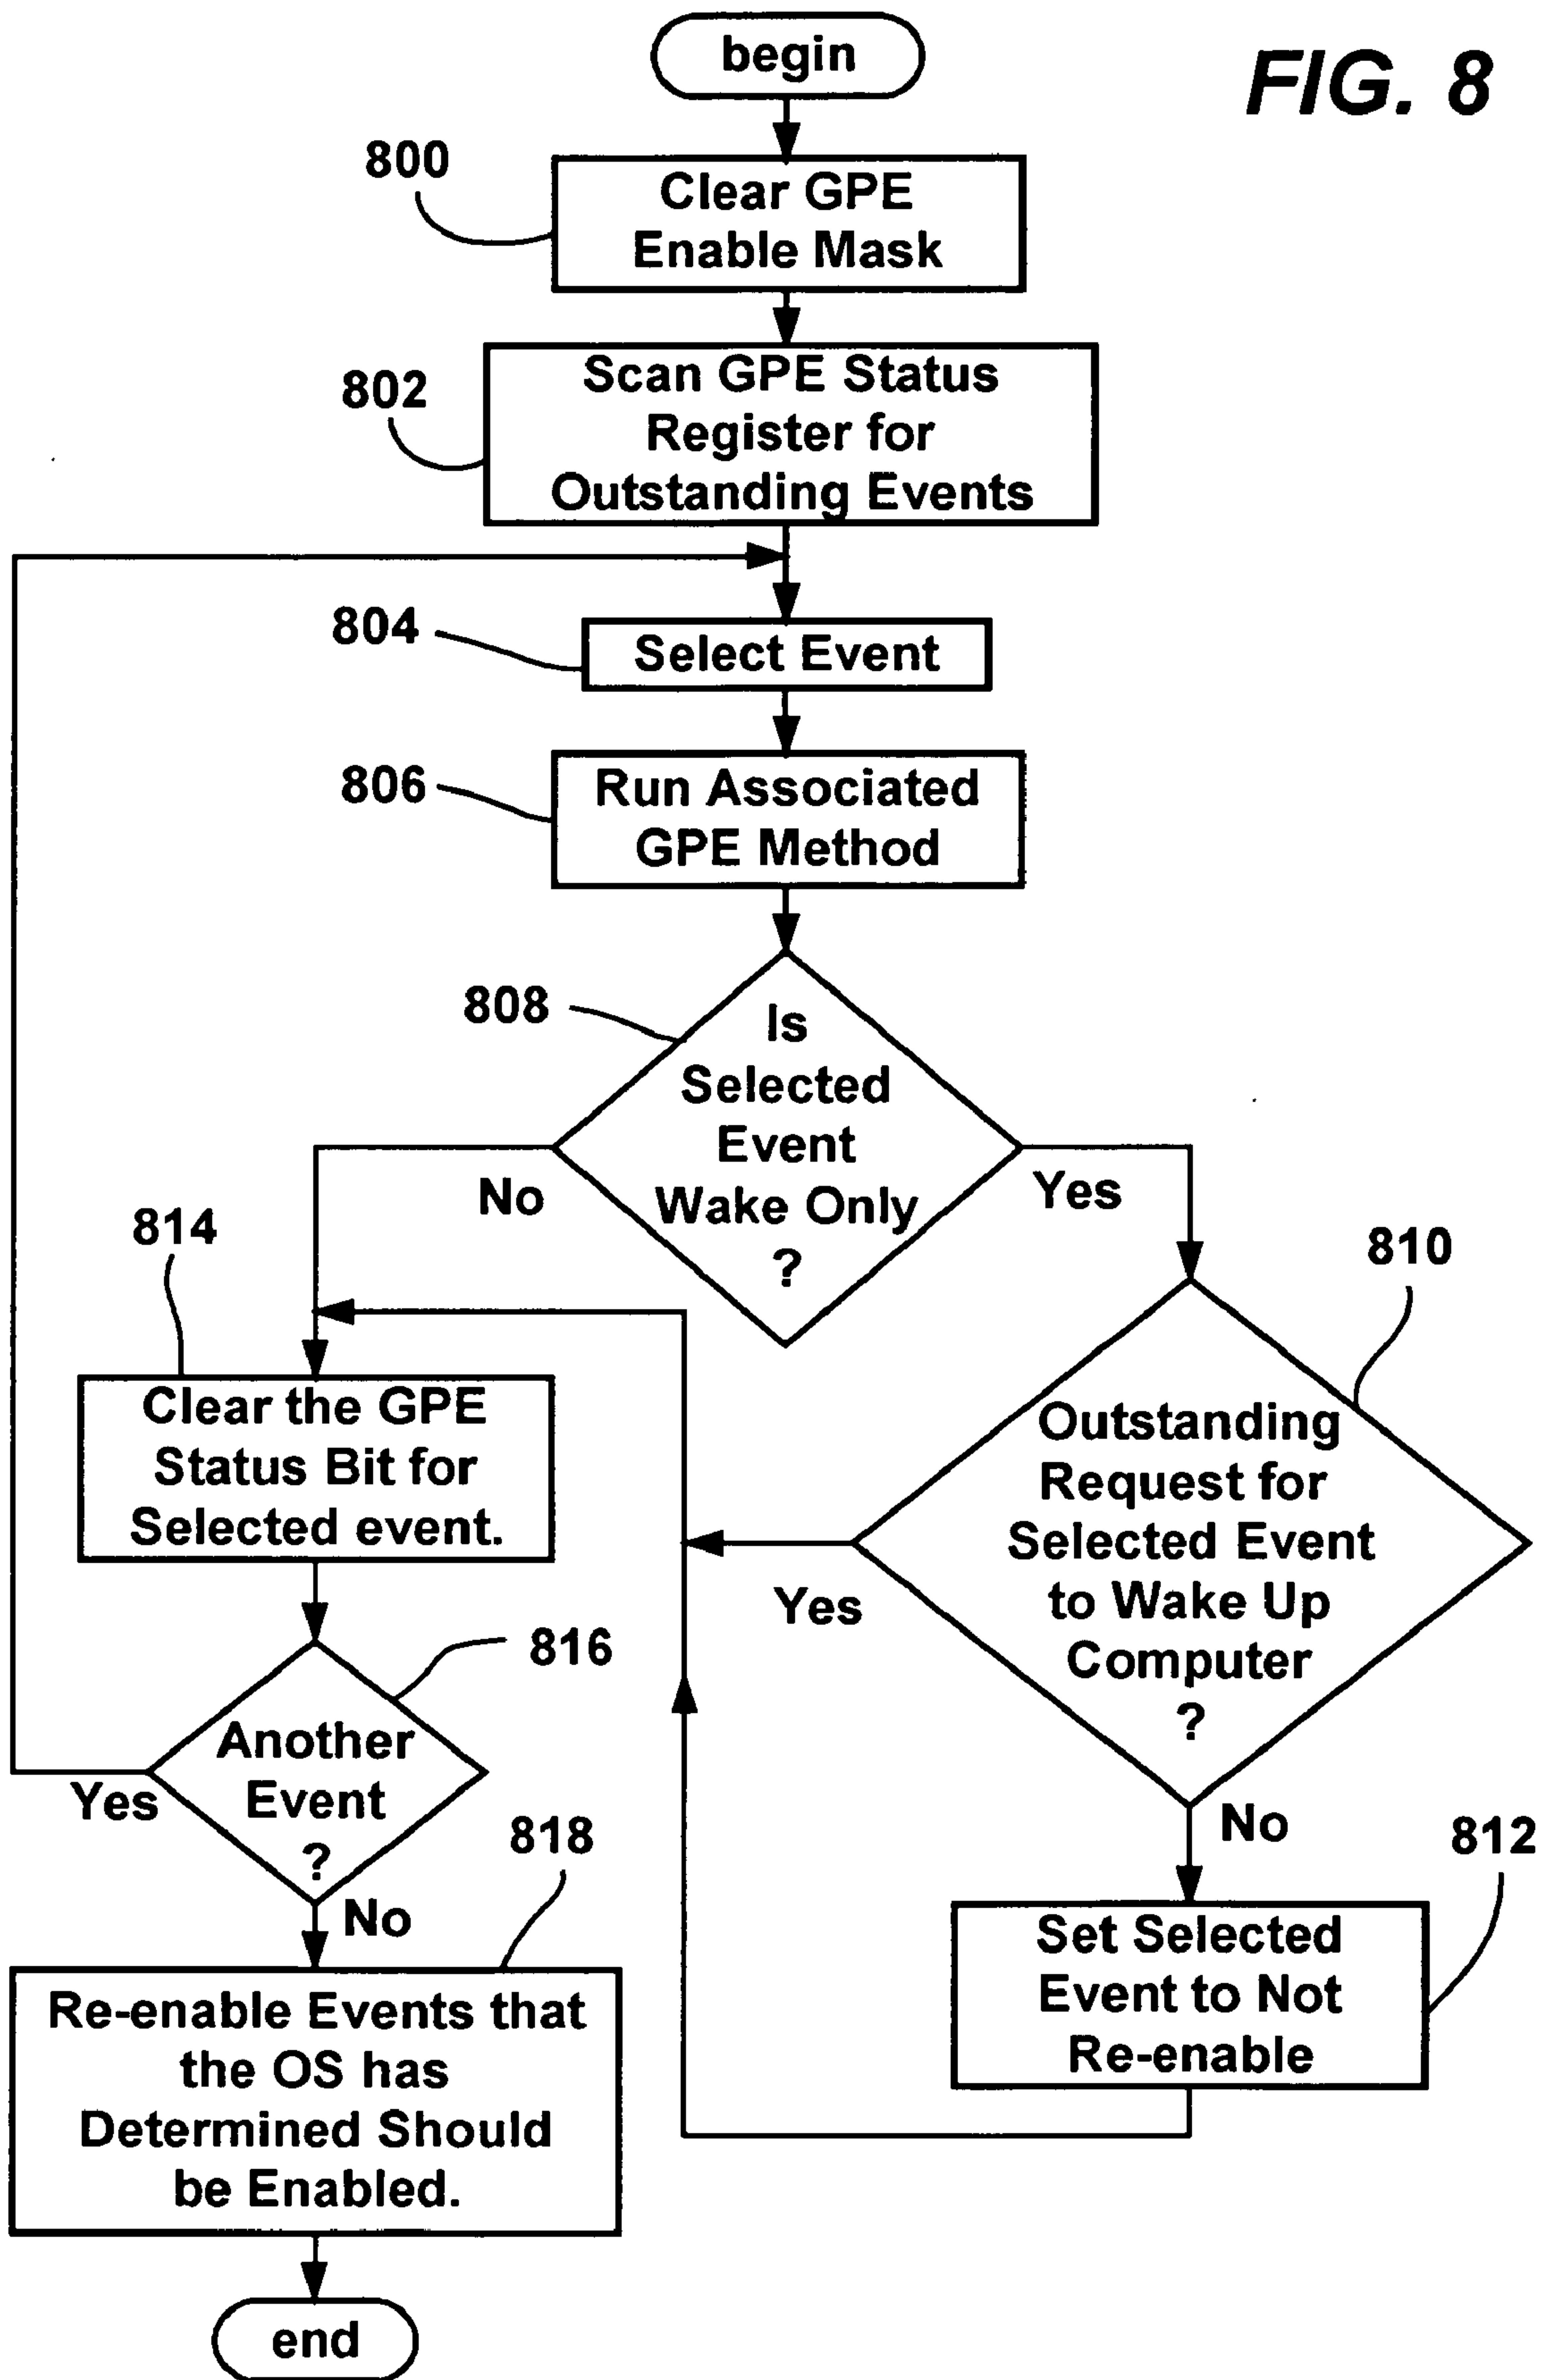 begin
FIG. 8
800
Clear GPE
Enable Mask
802
Scan GPE Status
Register for
Outstanding Events
804
Select Event
806
Run Associated
GPE Method
808
Is
Selected
Event
Wake Only
?
No
Yes
814
810
Clear the GPE
Status Bit for
Selected event.
Outstanding
Request for
Selected Event
to Wake Up
Computer
?
Yes
816
Another
Event
?
Yes
No
818
No
812
Re-enable Events that
the OS has
Determined Should
be Enabled.
Set Selected
Event to Not
Re-enable
end